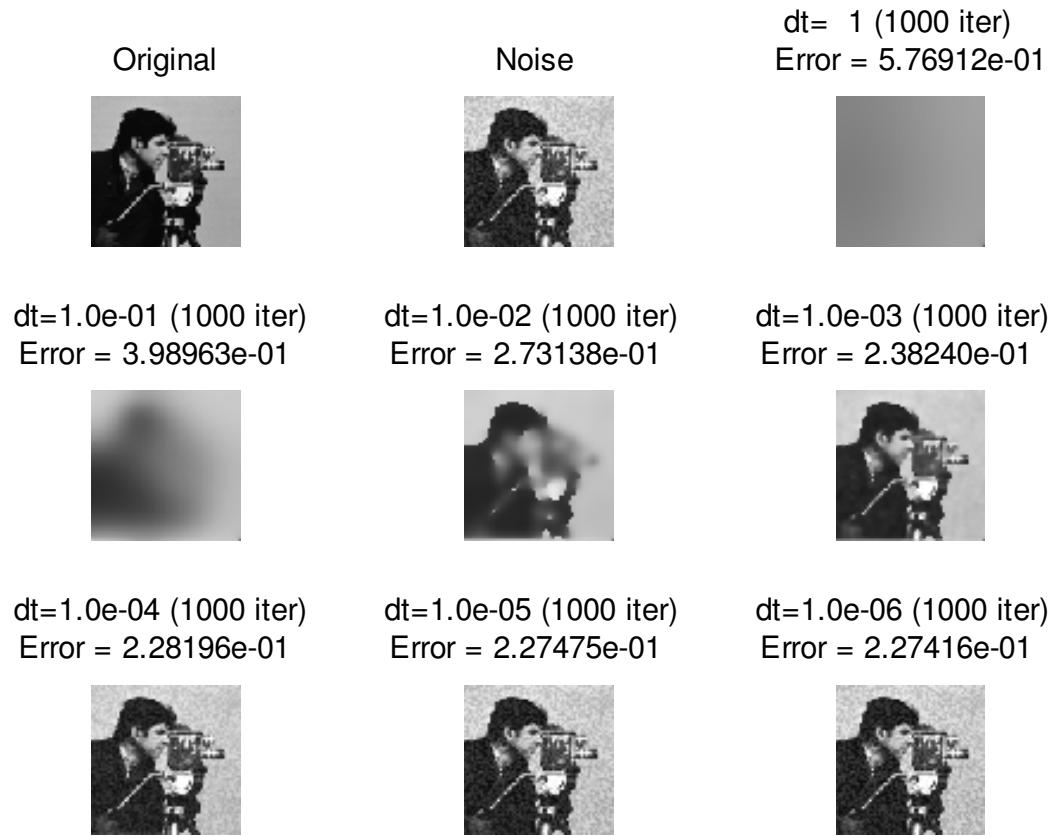 Original
Noise
dt=  1 (1000 iter)
Error = 5.76912e-01
dt=1.0e-01 (1000 iter)
Error = 3.98963e-01
dt=1.0e-02 (1000 iter)
Error = 2.73138e-01
dt=1.0e-03 (1000 iter)
Error = 2.38240e-01
dt=1.0e-04 (1000 iter)
Error = 2.28196e-01
dt=1.0e-05 (1000 iter)
Error = 2.27475e-01
dt=1.0e-06 (1000 iter)
Error = 2.27416e-01